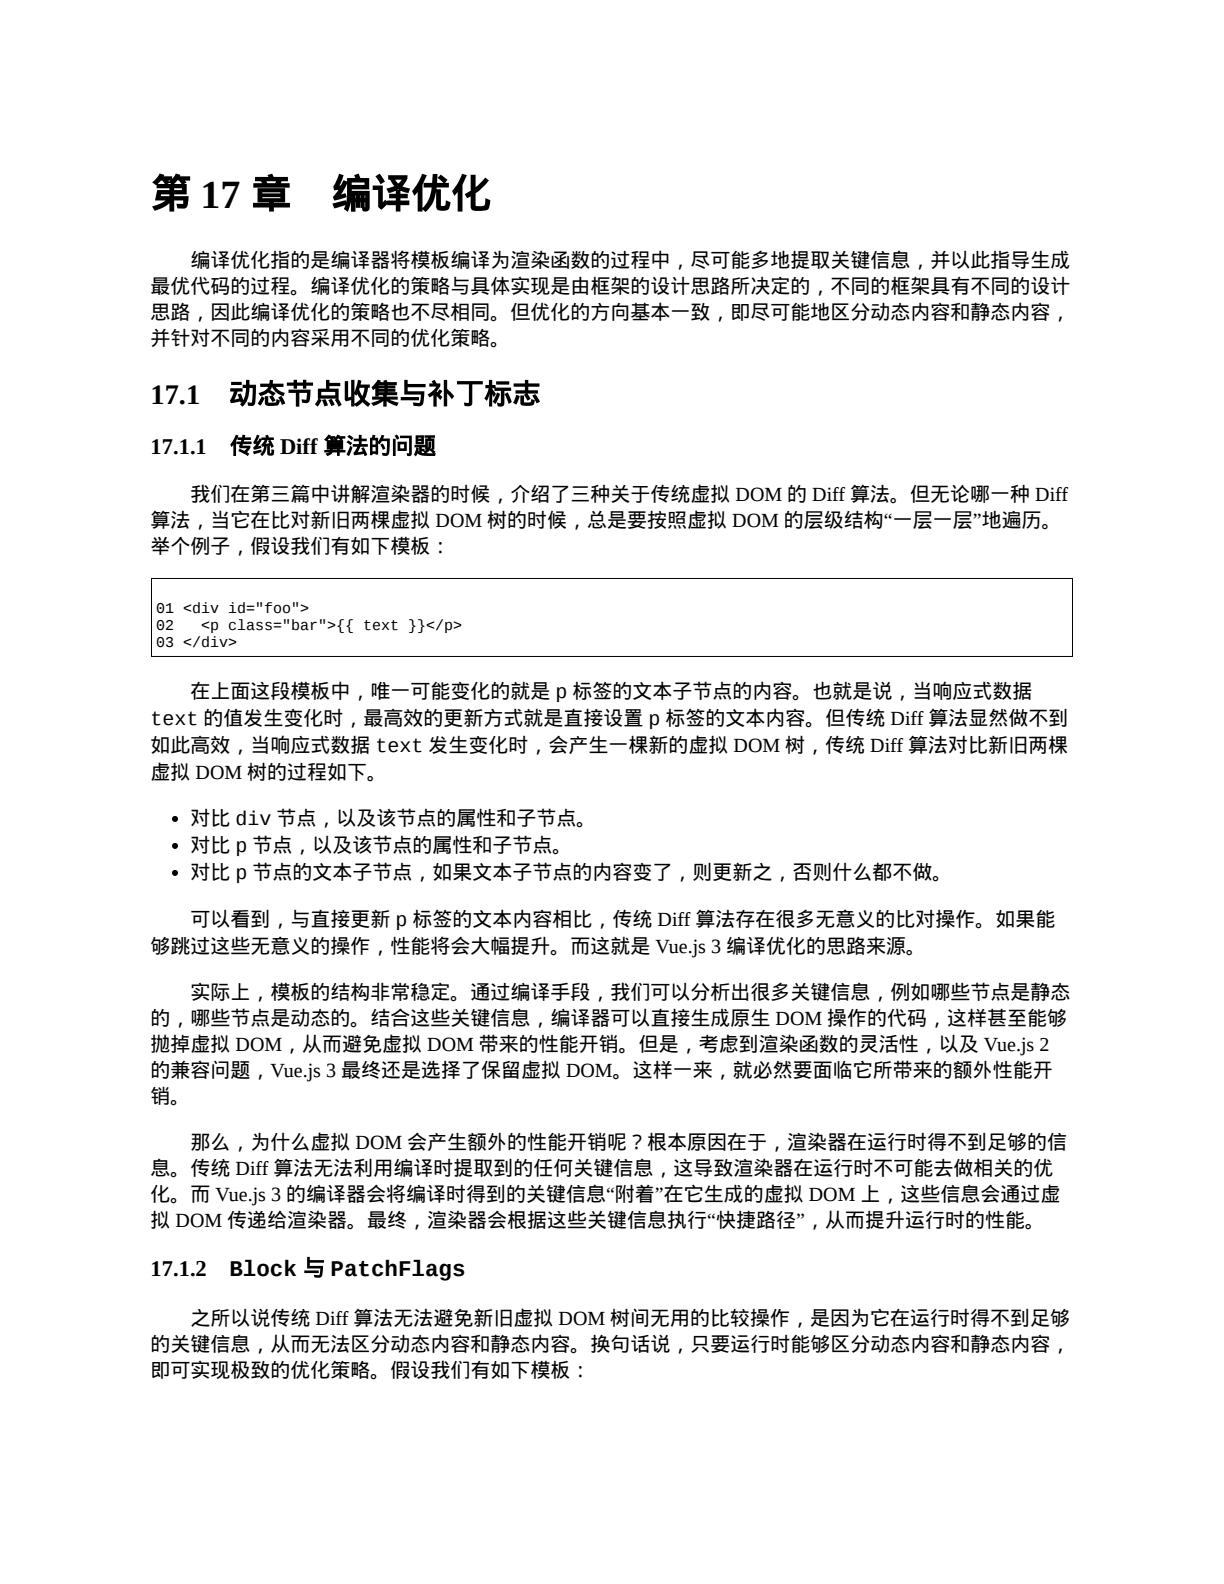 第 17 章　编译优化
编译优化指的是编译器将模板编译为渲染函数的过程中，尽可能多地提取关键信息，并以此指导生成
最优代码的过程。编译优化的策略与具体实现是由框架的设计思路所决定的，不同的框架具有不同的设计
思路，因此编译优化的策略也不尽相同。但优化的方向基本一致，即尽可能地区分动态内容和静态内容，
并针对不同的内容采用不同的优化策略。
17.1　动态节点收集与补丁标志
17.1.1　传统 Diff 算法的问题
我们在第三篇中讲解渲染器的时候，介绍了三种关于传统虚拟 DOM 的 Diff 算法。但无论哪一种 Diff
算法，当它在比对新旧两棵虚拟 DOM 树的时候，总是要按照虚拟 DOM 的层级结构“一层一层”地遍历。
举个例子，假设我们有如下模板：
01 <div id="foo">
02   <p class="bar">{{ text }}</p>
03 </div>
在上面这段模板中，唯一可能变化的就是 p 标签的文本子节点的内容。也就是说，当响应式数据
text 的值发生变化时，最高效的更新方式就是直接设置 p 标签的文本内容。但传统 Diff 算法显然做不到
如此高效，当响应式数据 text 发生变化时，会产生一棵新的虚拟 DOM 树，传统 Diff 算法对比新旧两棵
虚拟 DOM 树的过程如下。
• 对比 div 节点，以及该节点的属性和子节点。
• 对比 p 节点，以及该节点的属性和子节点。
• 对比 p 节点的文本子节点，如果文本子节点的内容变了，则更新之，否则什么都不做。
可以看到，与直接更新 p 标签的文本内容相比，传统 Diff 算法存在很多无意义的比对操作。如果能
够跳过这些无意义的操作，性能将会大幅提升。而这就是 Vue.js 3 编译优化的思路来源。
实际上，模板的结构非常稳定。通过编译手段，我们可以分析出很多关键信息，例如哪些节点是静态
的，哪些节点是动态的。结合这些关键信息，编译器可以直接生成原生 DOM 操作的代码，这样甚至能够
抛掉虚拟 DOM，从而避免虚拟 DOM 带来的性能开销。但是，考虑到渲染函数的灵活性，以及 Vue.js 2
的兼容问题，Vue.js 3 最终还是选择了保留虚拟 DOM。这样一来，就必然要面临它所带来的额外性能开
销。
那么，为什么虚拟 DOM 会产生额外的性能开销呢？根本原因在于，渲染器在运行时得不到足够的信
息。传统 Diff 算法无法利用编译时提取到的任何关键信息，这导致渲染器在运行时不可能去做相关的优
化。而 Vue.js 3 的编译器会将编译时得到的关键信息“附着”在它生成的虚拟 DOM 上，这些信息会通过虚
拟 DOM 传递给渲染器。最终，渲染器会根据这些关键信息执行“快捷路径”，从而提升运行时的性能。
17.1.2　Block 与 PatchFlags
之所以说传统 Diff 算法无法避免新旧虚拟 DOM 树间无用的比较操作，是因为它在运行时得不到足够
的关键信息，从而无法区分动态内容和静态内容。换句话说，只要运行时能够区分动态内容和静态内容，
即可实现极致的优化策略。假设我们有如下模板：